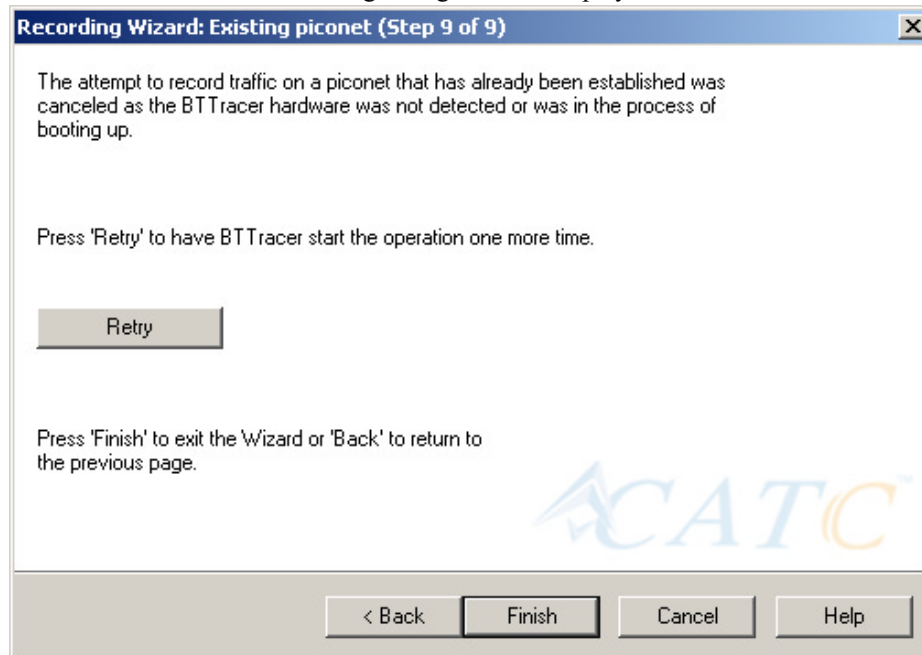 Recording Wizard: Existing piconet (Step 9 of 9)
The attempt to record traffic on a piconet that has already been established was
canceled as the BTTracer hardware was not detected or was in the process of
booting up.
Press 'Retry' to have BTTracer start the operation one more time.
Retry
Press 'Finish' to exit the Wizard or 'Back' to return to
the previous page.
CATC™
< Back
Finish
Cancel
Help